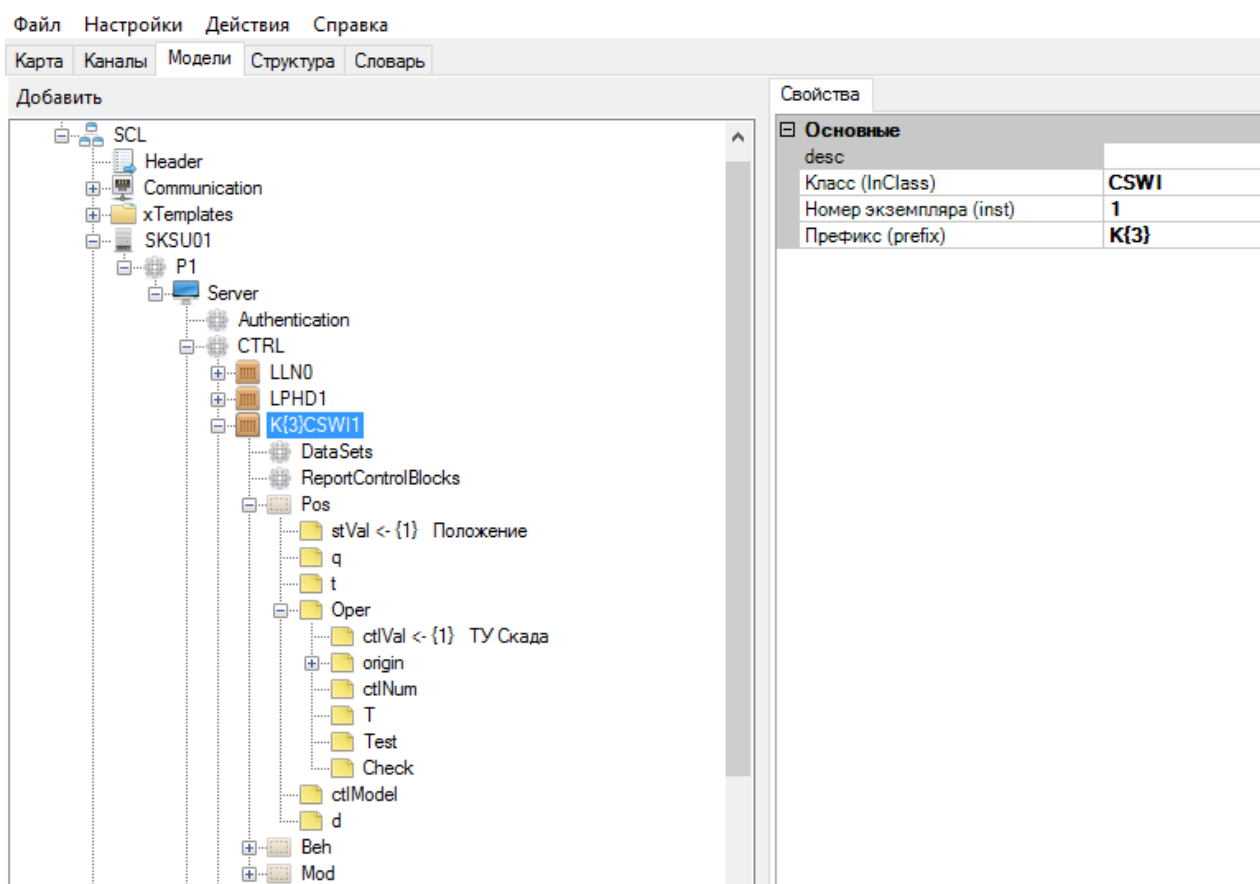 Файл Настройки Действия Справка
Карта Каналы Модели Структура Словарь
Добавить
SCL
Header
Communication
xTemplates
SKSU01
P1
Server
Authentication
CTRL
LLN0
LPHD1
K{3}CSWI1
DataSets
ReportControlBlocks
Pos
stVal <- {1} Положение
q
t
Oper
ctlVal <- {1} ТУ Скада
origin
ctlNum
T
Test
Check
ctlModel
d
Beh
Mod
Свойства
Основные
desc
Класс (lnClass) CSWI
Номер экземпляра (inst) 1
Префикс (prefix) K{3}